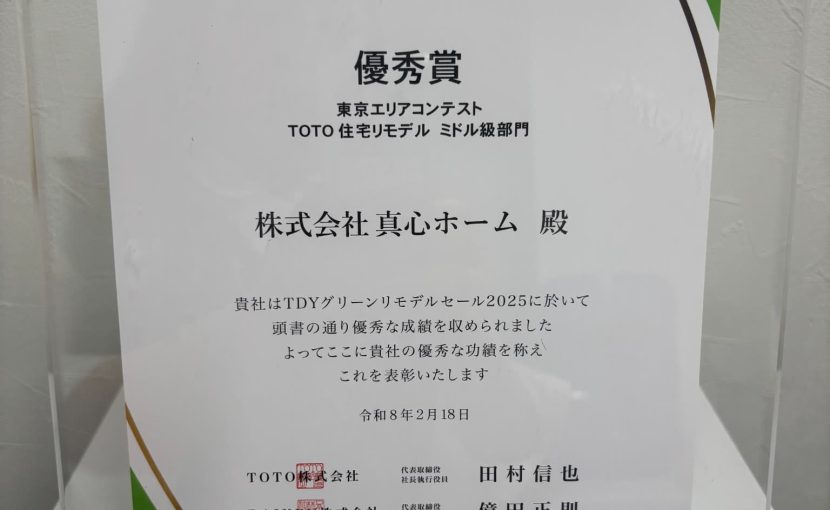 優秀賞
東京エリアコンテスト
TOTO 住宅リモデル ミドル級部門
株式会社 真心ホーム 殿
貴社はTDYグリーンリモデルセール2025に於いて
頭書の通り優秀な成績を収められました
よってここに貴社の優秀な功績を称え
これを表彰いたします
令和8年2月18日
TOTO株式会社 代表取締役 社長執行役員 田村信也
株式会社 代表取締役